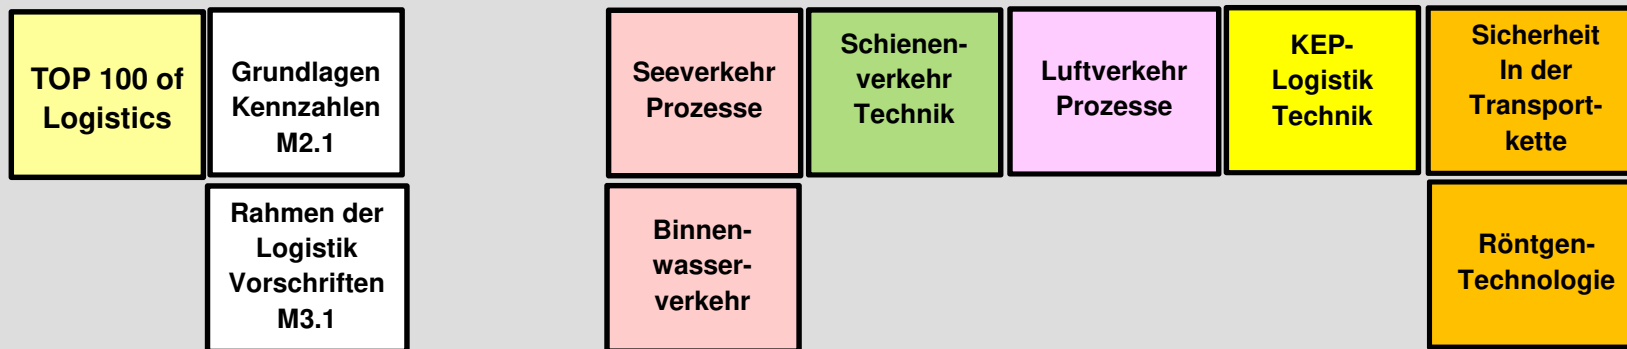 TOP 100 of
Logistics
Grundlagen
Kennzahlen
M2.1
Seeverkehr
Prozesse
Schienen-
verkehr
Technik
Luftverkehr
Prozesse
KEP-
Logistik
Technik
Sicherheit
In der
Transport-
kette
Rahmen der
Logistik
Vorschriften
M3.1
Binnen-
wasser-
verkehr
Röntgen-
Technologie